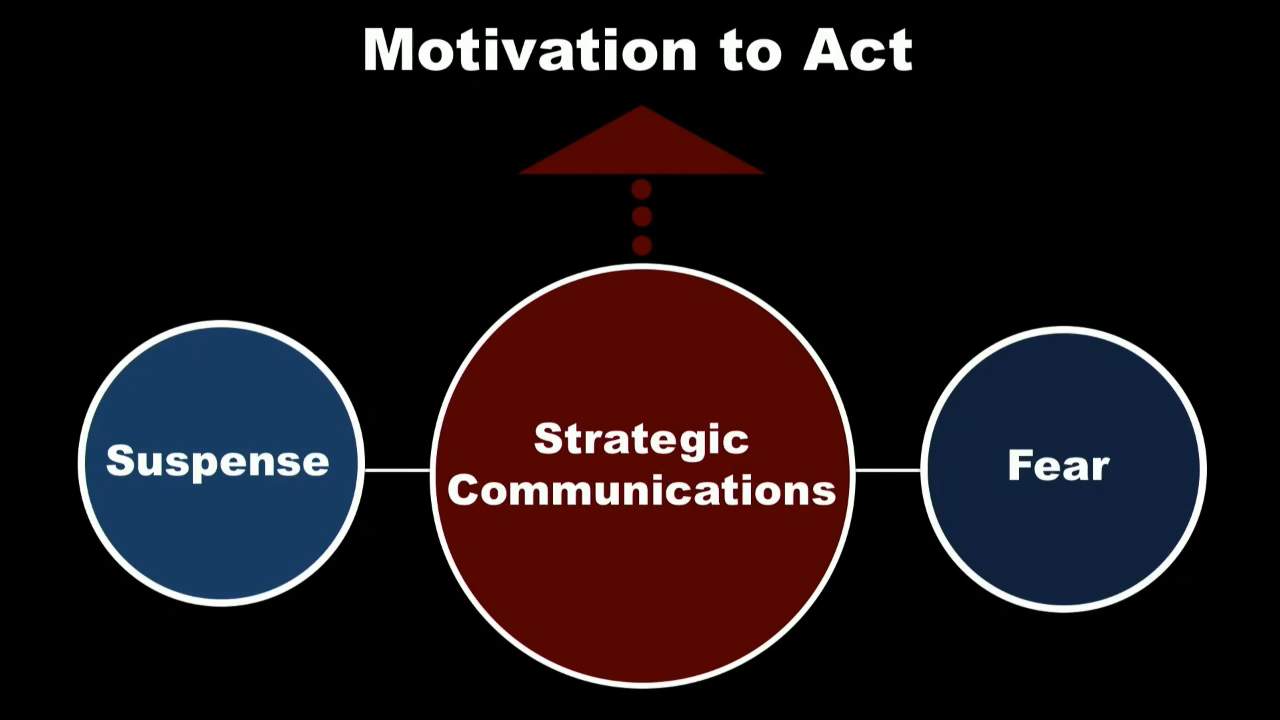 Motivation to Act
Suspense
Strategic
Communications
Fear